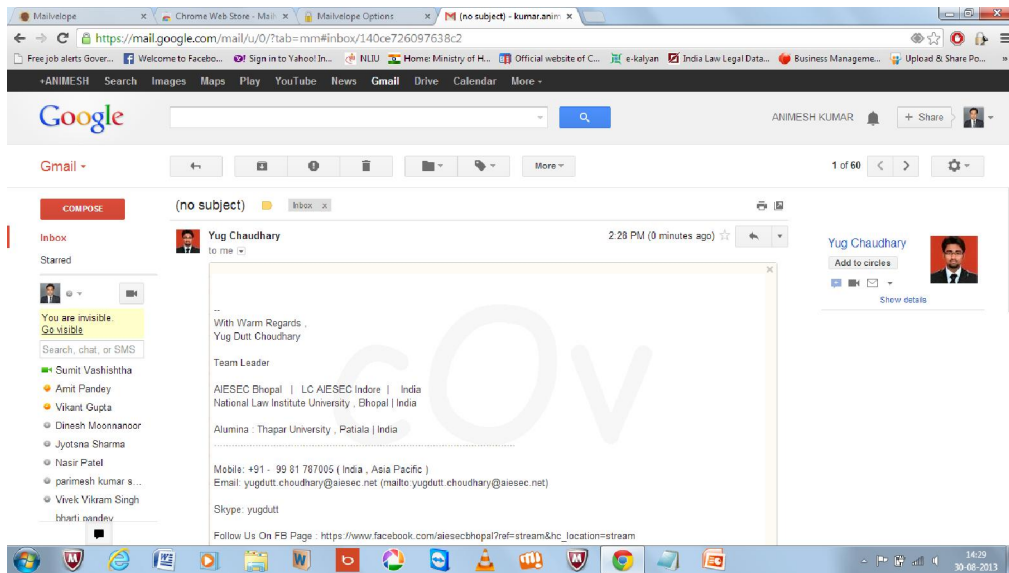 Mailvelope
Chrome Web Store - Mailv
Mailvelope Options
(no subject) - kumar.anim
https://mail.google.com/mail/u/0/?tab=mm#inbox/140ce726097638c2
Free job alerts Gover...
Welcome to Facebo...
Sign in to Yahoo! In...
NLIU
Home: Ministry of H...
Official website of C...
e-kalyan
India Law Legal Data...
Business Manageme...
Upload & Share Po...
+ANIMESH Search Images Maps Play YouTube News Gmail Drive Calendar More
Google
ANIMESH KUMAR
+ Share
Gmail
More
1 of 60
COMPOSE
Inbox
Starred
You are invisible.
Go visible
Search, chat, or SMS
Sumit Vashishtha
Amit Pandey
Vikant Gupta
Dinesh Moonnanoor
Jyotsna Sharma
Nasir Patel
parimesh kumar s...
Vivek Vikram Singh
bharti pandey
(no subject)
Inbox x
Yug Chaudhary
to me
2:28 PM (0 minutes ago)
cOv
--
With Warm Regards ,
Yug Dutt Choudhary
Team Leader
AIESEC Bhopal | LC AIESEC Indore | India
National Law Institute University , Bhopal | India
Alumina : Thapar University , Patiala | India
Mobile: +91 - 99 81 787005 ( India , Asia Pacific )
Email: yugdutt.choudhary@aiesec.net (mailto:yugdutt.choudhary@aiesec.net)
Skype: yugdutt
Follow Us On FB Page : https://www.facebook.com/aiesecbhopal?ref=stream&hc_location=stream
Yug Chaudhary
Add to circles
Show details
14:29
30-08-2013